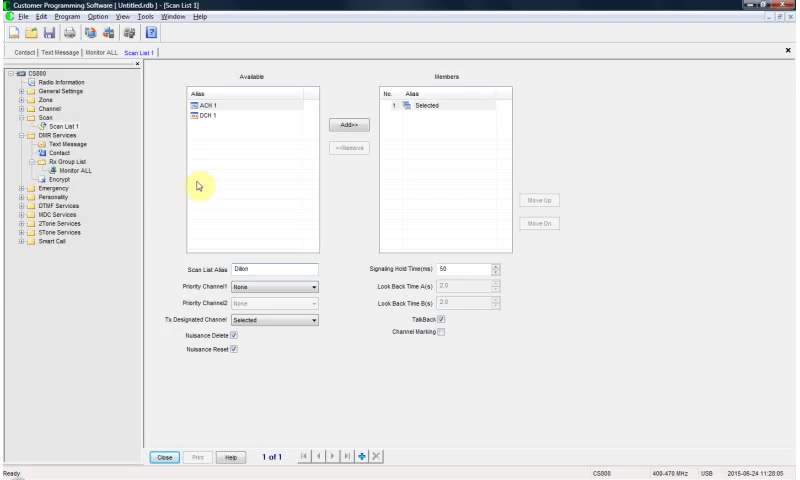 Customer Programming Software [ Untitled.rdb ] - [Scan List 1]
File Edit Program Option View Tools Window Help
Contact Text Message Monitor ALL Scan List 1
CS800
Radio Information
General Settings
Zone
Channel
Scan
Scan List 1
DMR Services
Text Message
Contact
Rx Group List
Monitor ALL
Encrypt
Emergency
Personality
DTMF Services
MDC Services
2Tone Services
5Tone Services
Smart Call
Available
Alias
ACH 1
DCH 1
Add>>
<<Remove
Members
No. Alias
1 Selected
Move Up
Move Dn
Scan List Alias Dillon
Priority Channel1 None
Priority Channel2 None
Tx Designated Channel Selected
Nuisance Delete
Nuisance Reset
Signaling Hold Time(ms) 50
Look Back Time A(s) 2.0
Look Back Time B(s) 2.0
TalkBack
Channel Marking
Close Print Help 1 of 1
Ready CS800 400-470 MHz USB 2015-06-24 11:28:05